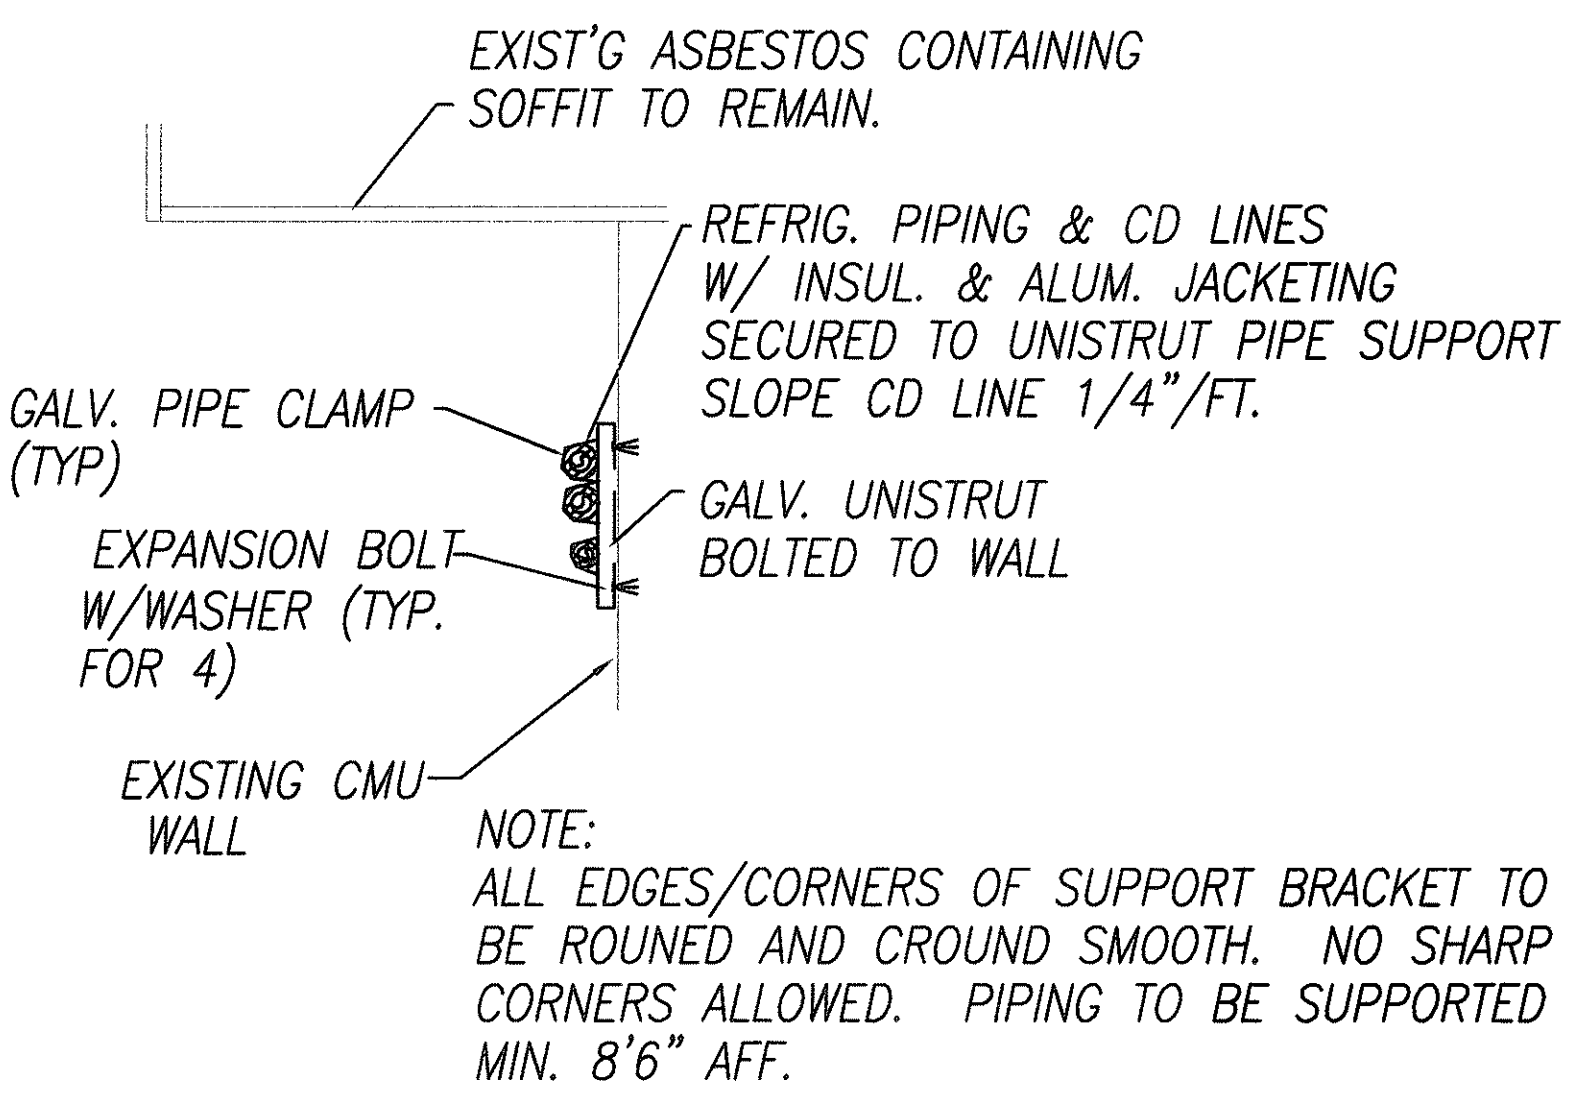 EXIST'G ASBESTOS CONTAINING
SOFFIT TO REMAIN.
REFRIG. PIPING & CD LINES
W/ INSUL. & ALUM. JACKETING
SECURED TO UNISTRUT PIPE SUPPORT
SLOPE CD LINE 1/4"/FT.
GALV. PIPE CLAMP
(TYP)
GALV. UNISTRUT
BOLTED TO WALL
EXPANSION BOLT
W/WASHER (TYP.
FOR 4)
EXISTING CMU
WALL
NOTE:
ALL EDGES/CORNERS OF SUPPORT BRACKET TO
BE ROUNED AND CROUND SMOOTH. NO SHARP
CORNERS ALLOWED. PIPING TO BE SUPPORTED
MIN. 8'6" AFF.